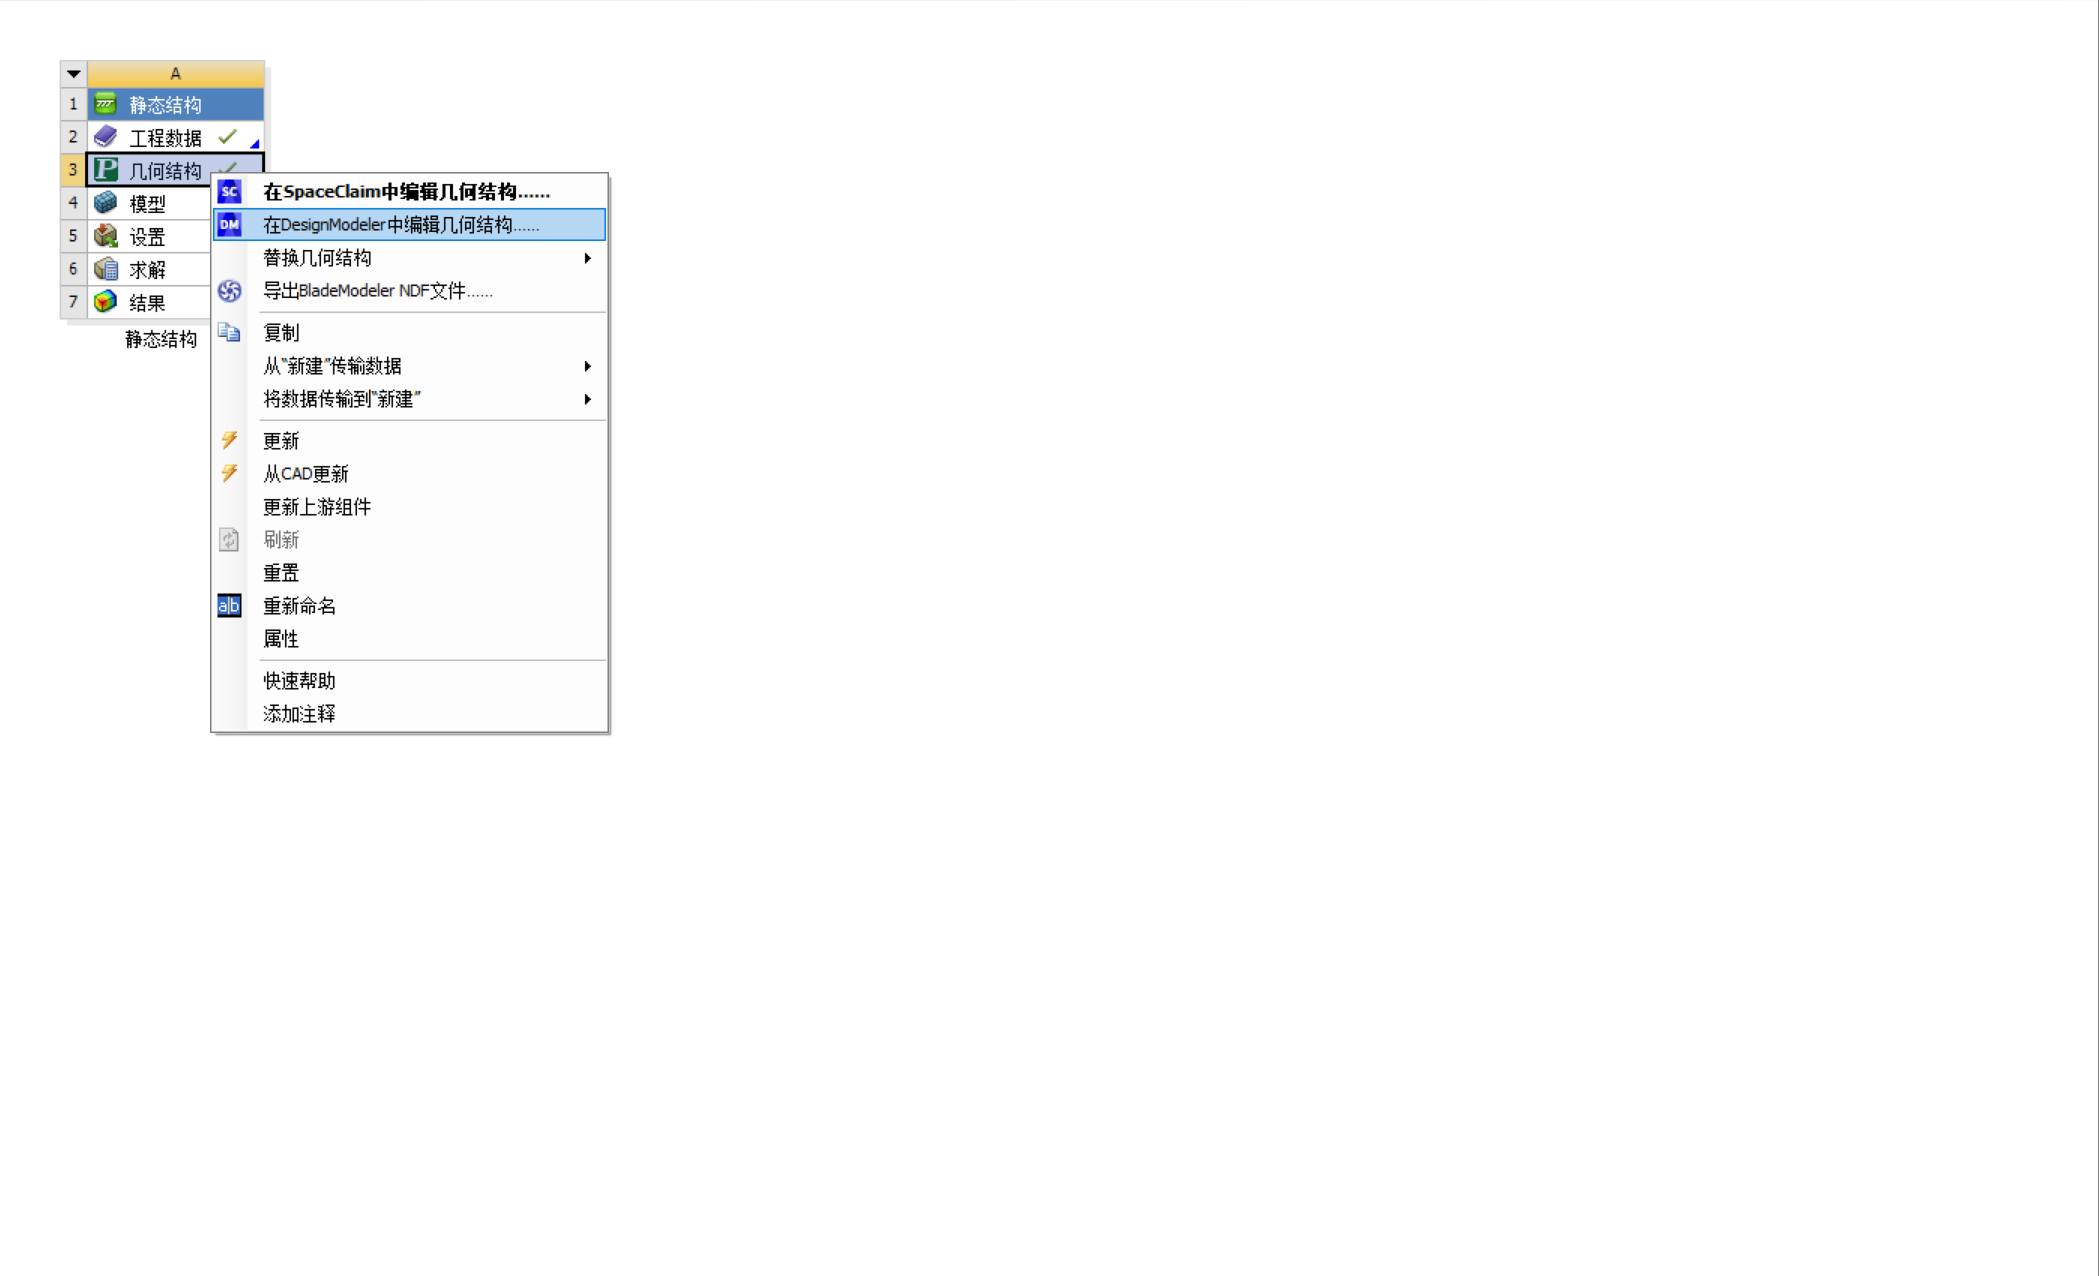 A
1 静态结构
2 工程数据
3 P 几何结构
4 模型
5 设置
6 求解
7 结果
静态结构
SC 在SpaceClaim中编辑几何结构......
DM 在DesignModeler中编辑几何结构......
替换几何结构
导出BladeModeler NDF文件......
复制
从“新建”传输数据
将数据传输到“新建”
更新
从CAD更新
更新上游组件
刷新
重置
a|b 重新命名
属性
快速帮助
添加注释